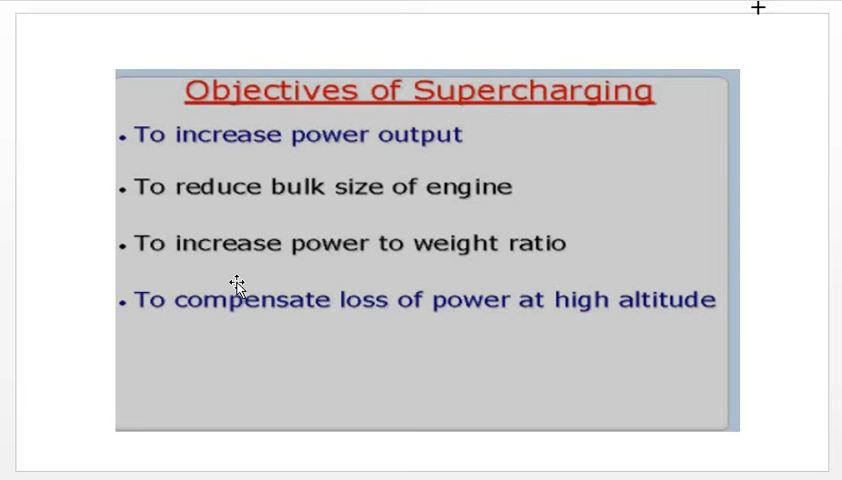 Objectives of Supercharging
• To increase power output
• To reduce bulk size of engine
• To increase power to weight ratio
• To compensate loss of power at high altitude